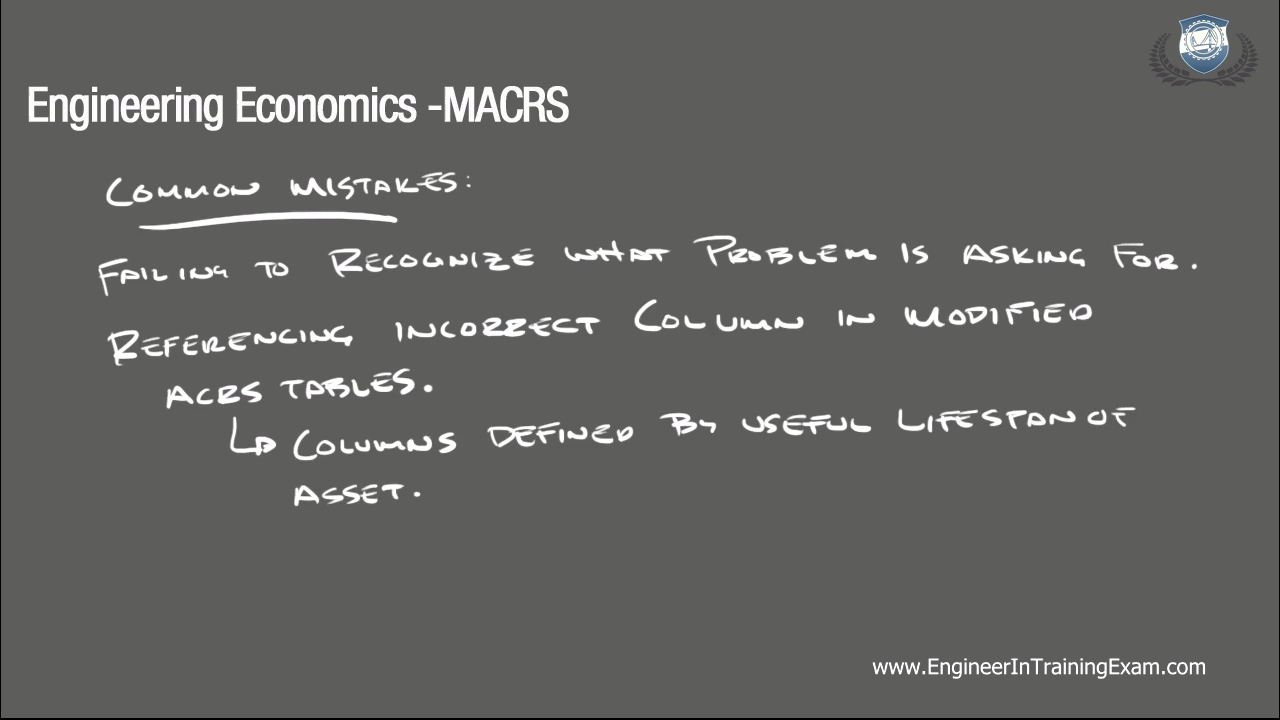 Engineering Economics -MACRS
COMMON MISTAKES:
FAILING TO RECOGNIZE WHAT PROBLEM IS ASKING FOR.
REFERENCING INCORRECT COLUMN IN MODIFIED
ACRS TABLES.
↳ COLUMNS DEFINED BY USEFUL LIFESPAN OF
ASSET.
www.EngineerInTrainingExam.com